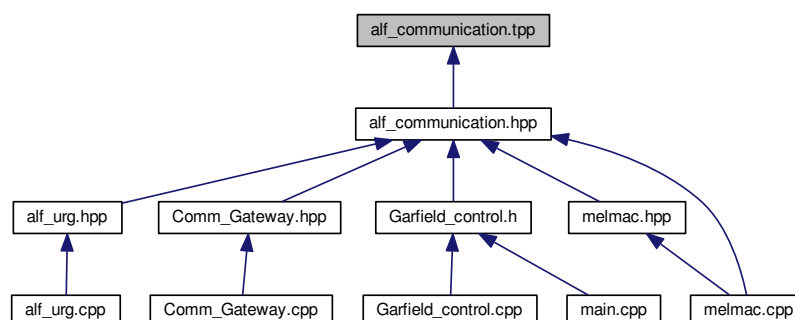 alf_communication.tpp
alf_communication.hpp
alf_urg.hpp Comm_Gateway.hpp Garfield_control.h melmac.hpp
alf_urg.cpp Comm_Gateway.cpp Garfield_control.cpp main.cpp melmac.cpp